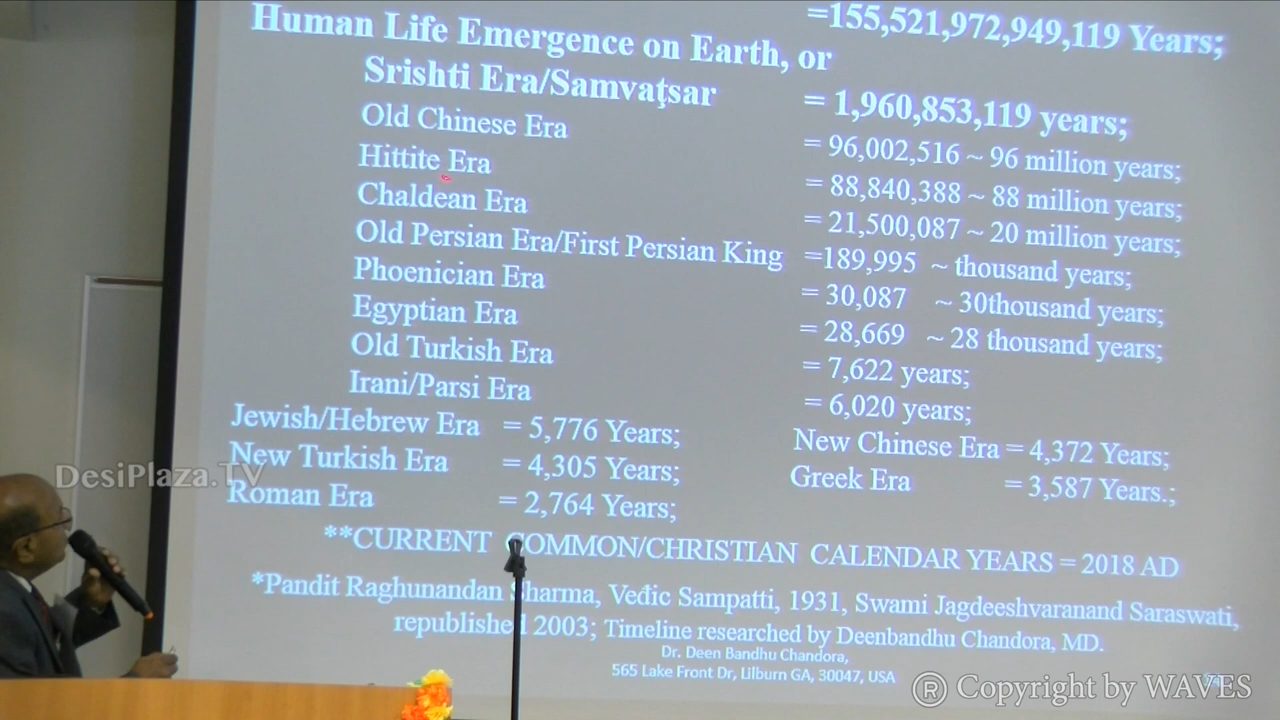 =155,521,972,949,119 Years;
Human Life Emergence on Earth, or
Srishti Era/Samvaţsar = 1,960,853,119 years;
Old Chinese Era = 96,002,516 ~ 96 million years;
Hittite Era = 88,840,388 ~ 88 million years;
Chaldean Era = 21,500,087 ~ 20 million years;
Old Persian Era/First Persian King =189,995 ~ thousand years;
Phoenician Era = 30,087 ~ 30thousand years;
Egyptian Era = 28,669 ~ 28 thousand years;
Old Turkish Era = 7,622 years;
Irani/Parsi Era = 6,020 years;
Jewish/Hebrew Era = 5,776 Years; New Chinese Era = 4,372 Years;
New Turkish Era = 4,305 Years; Greek Era = 3,587 Years.;
Roman Era = 2,764 Years;
**CURRENT COMMON/CHRISTIAN CALENDAR YEARS = 2018 AD
*Pandit Raghunandan Sharma, Veđic Sampatti, 1931, Swami Jagdeeshvaranand Saraswati,
republished 2003; Timeline researched by Deenbandhu Chandora, MD.
Dr. Deen Bandhu Chandora,
565 Lake Front Dr, Lilburn GA, 30047, USA
DesiPlaza.TV
® Copyright by WAVES